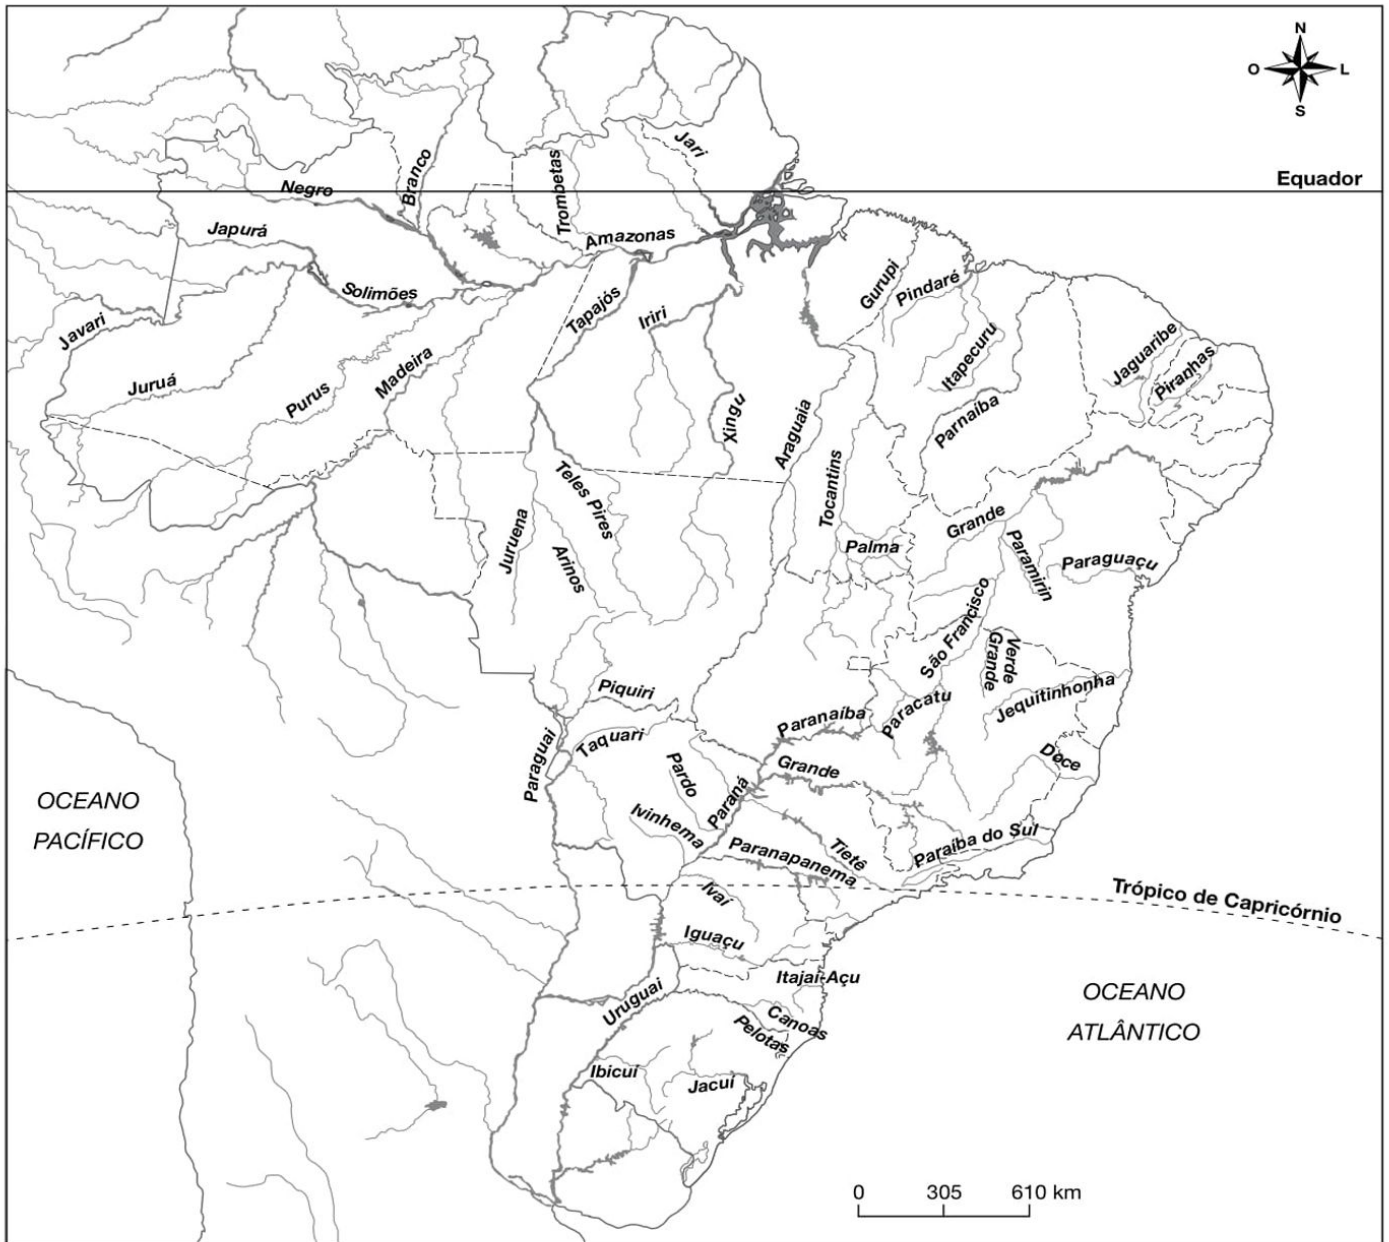 N
O
L
S
Equador
Jari
Branco
Trombetas
Negro
Japurá
Amazonas
Solimões
Gurupi
Pindaré
Tapajós
Iriri
Javari
Itapecuru
Jaguaribe
Piranhas
Juruá
Purus
Madeira
Xingu
Araguaia
Parnaíba
Tocantins
Teles Pires
Juruena
Arinos
Palma
Grande
Paramirin
Paraguaçu
São Francisco
Verde
Grande
Jequitinhonha
Piquiri
Paracatu
Paranaíba
Taquari
Paraguai
Pardo
Grande
Doce
Paraná
Ivinhema
Tietê
Paranapanema
Paraíba do Sul
OCEANO
PACÍFICO
Trópico de Capricórnio
Ivaí
Iguaçu
Itajaí-Açu
Uruguai
Canoas
Pelotas
OCEANO
ATLÂNTICO
Ibicuí
Jacuí
0 305 610 km